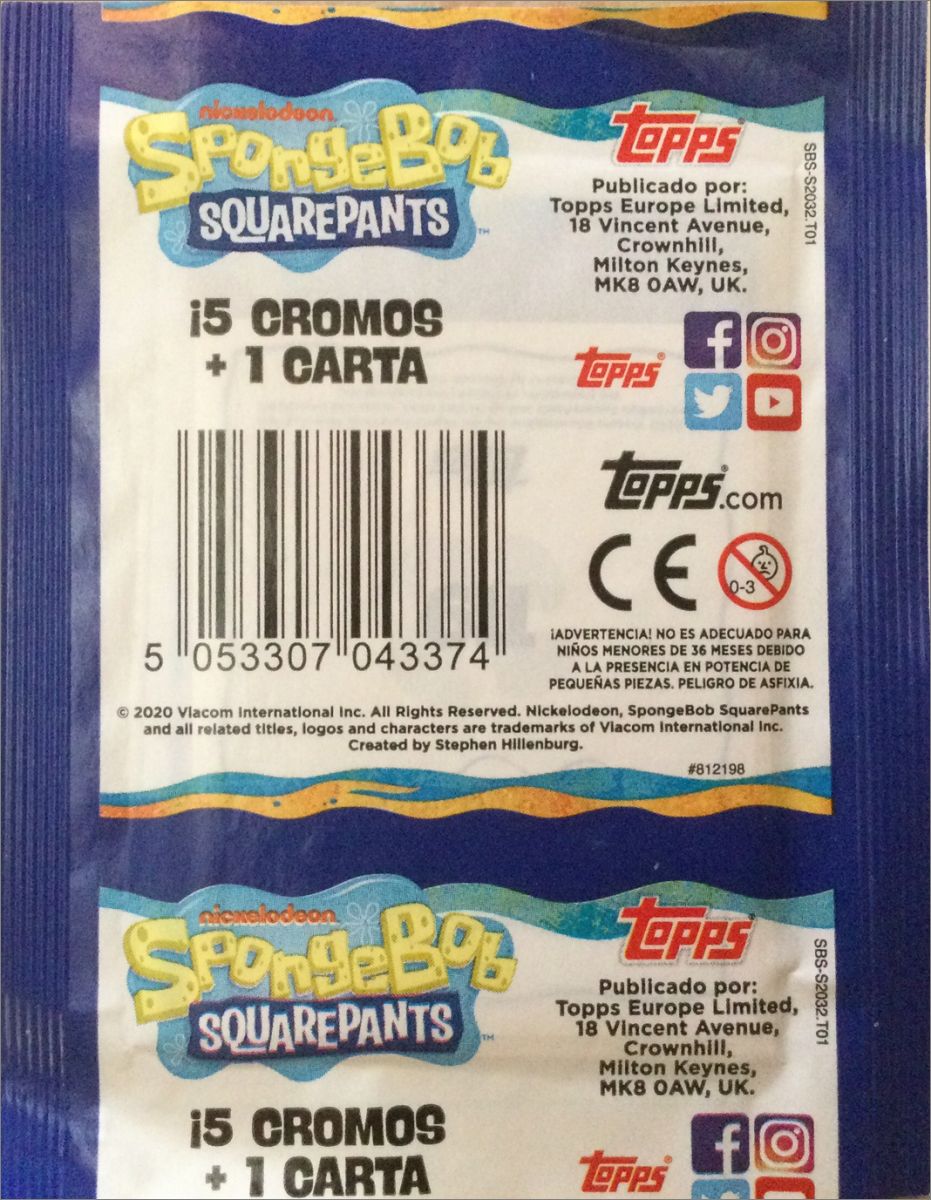 nickelodeon
SPONGEBOB
SQUAREPANTS™
Topps®
Publicado por:
Topps Europe Limited,
18 Vincent Avenue,
Crownhill,
Milton Keynes,
MK8 0AW, UK.
SBS-S2032.T01
¡5 CROMOS
+ 1 CARTA
Topps®
Topps®.com
CE
0-3
5 053307 043374
¡ADVERTENCIA! NO ES ADECUADO PARA
NIÑOS MENORES DE 36 MESES DEBIDO
A LA PRESENCIA EN POTENCIA DE
PEQUEÑAS PIEZAS. PELIGRO DE ASFIXIA.
© 2020 Viacom International Inc. All Rights Reserved. Nickelodeon, SpongeBob SquarePants
and all related titles, logos and characters are trademarks of Viacom International Inc.
Created by Stephen Hillenburg.
#812198
nickelodeon
SPONGEBOB
SQUAREPANTS™
Topps®
Publicado por:
Topps Europe Limited,
18 Vincent Avenue,
Crownhill,
Milton Keynes,
MK8 0AW, UK.
SBS-S2032.T01
¡5 CROMOS
+ 1 CARTA
Topps®